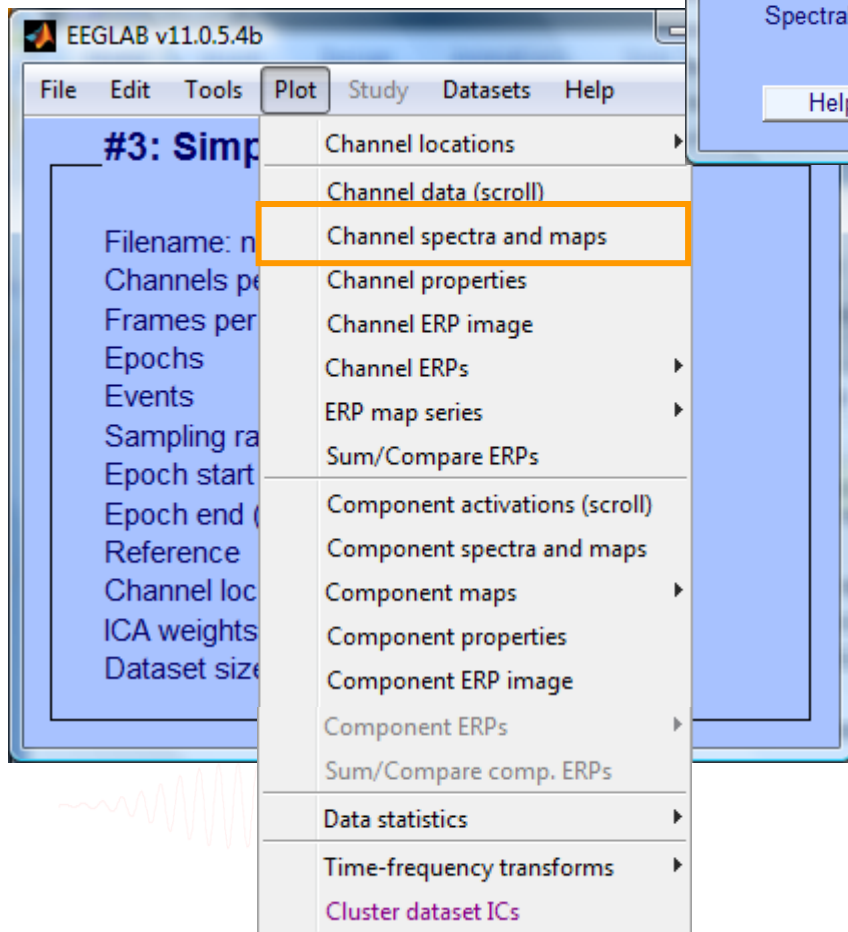 Spectra
Help
EEGLAB v11.0.5.4b
File Edit Tools Plot Study Datasets Help
#3: Simp
Filename: n
Channels pe
Frames per
Epochs
Events
Sampling ra
Epoch start
Epoch end (
Reference
Channel loc
ICA weights
Dataset size
Channel locations
Channel data (scroll)
Channel spectra and maps
Channel properties
Channel ERP image
Channel ERPs
ERP map series
Sum/Compare ERPs
Component activations (scroll)
Component spectra and maps
Component maps
Component properties
Component ERP image
Component ERPs
Sum/Compare comp. ERPs
Data statistics
Time-frequency transforms
Cluster dataset ICs